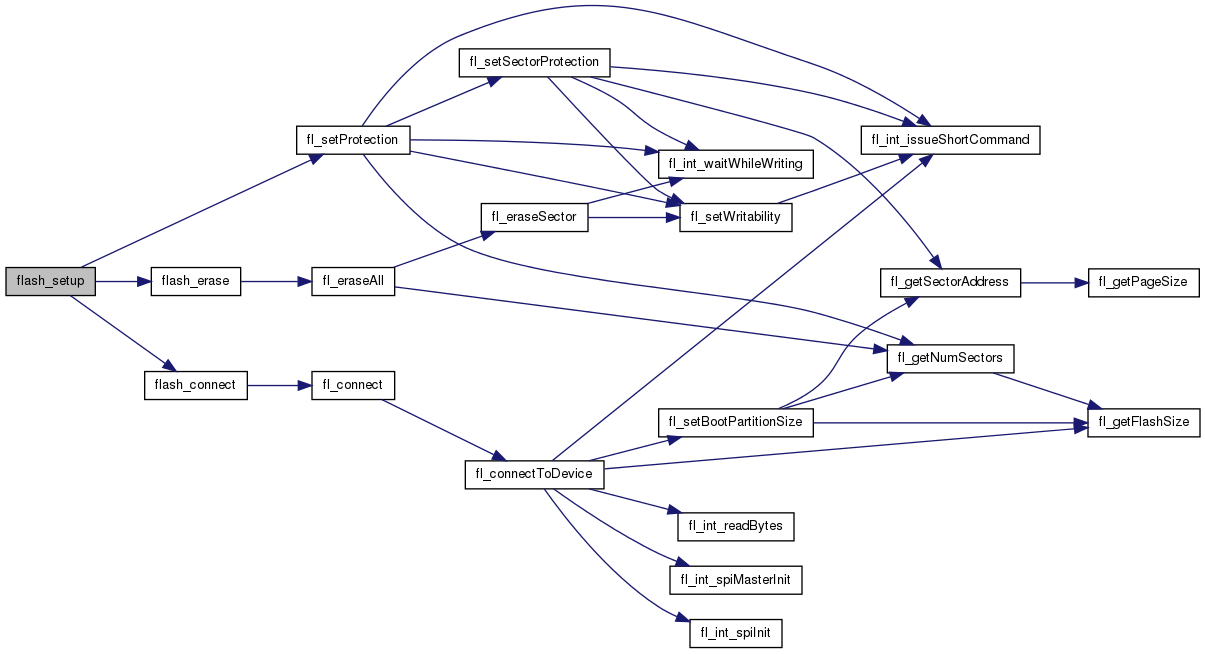 flash_setup
fl_setProtection
flash_erase
flash_connect
fl_setSectorProtection
fl_eraseSector
fl_eraseAll
fl_connect
fl_connectToDevice
fl_int_waitWhileWriting
fl_setWritability
fl_setBootPartitionSize
fl_int_readBytes
fl_int_spiMasterInit
fl_int_spiInit
fl_int_issueShortCommand
fl_getSectorAddress
fl_getNumSectors
fl_getPageSize
fl_getFlashSize